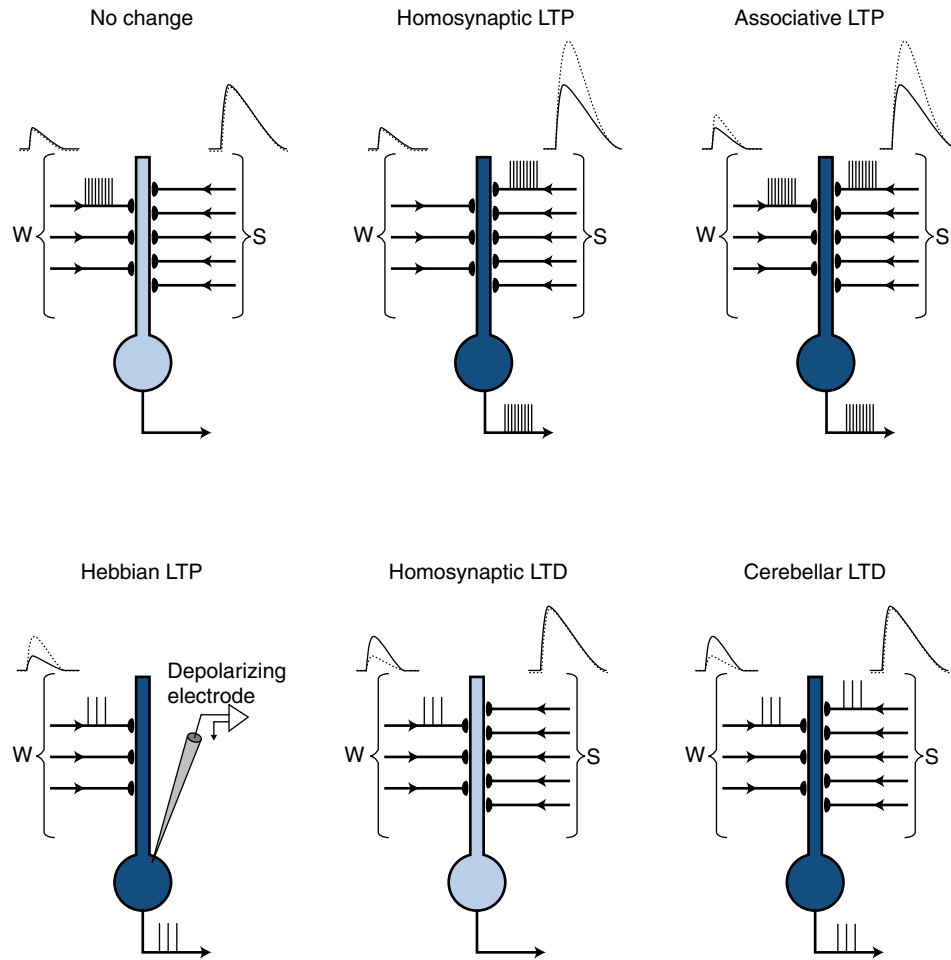 No change
Homosynaptic LTP
Associative LTP
W
S
W
S
W
S
Hebbian LTP
Homosynaptic LTD
Cerebellar LTD
Depolarizing
electrode
W
W
S
W
S